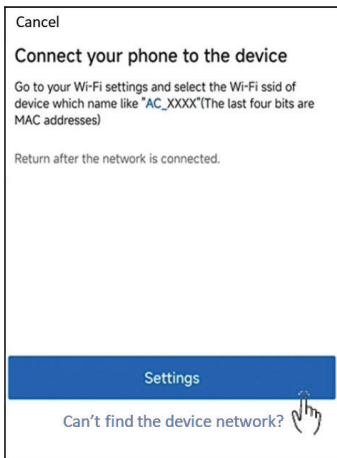 Cancel
Connect your phone to the device
Go to your Wi-Fi settings and select the Wi-Fi ssid of
device which name like "AC_XXXX"(The last four bits are
MAC addresses)
Return after the network is connected.
Settings
Can't find the device network?